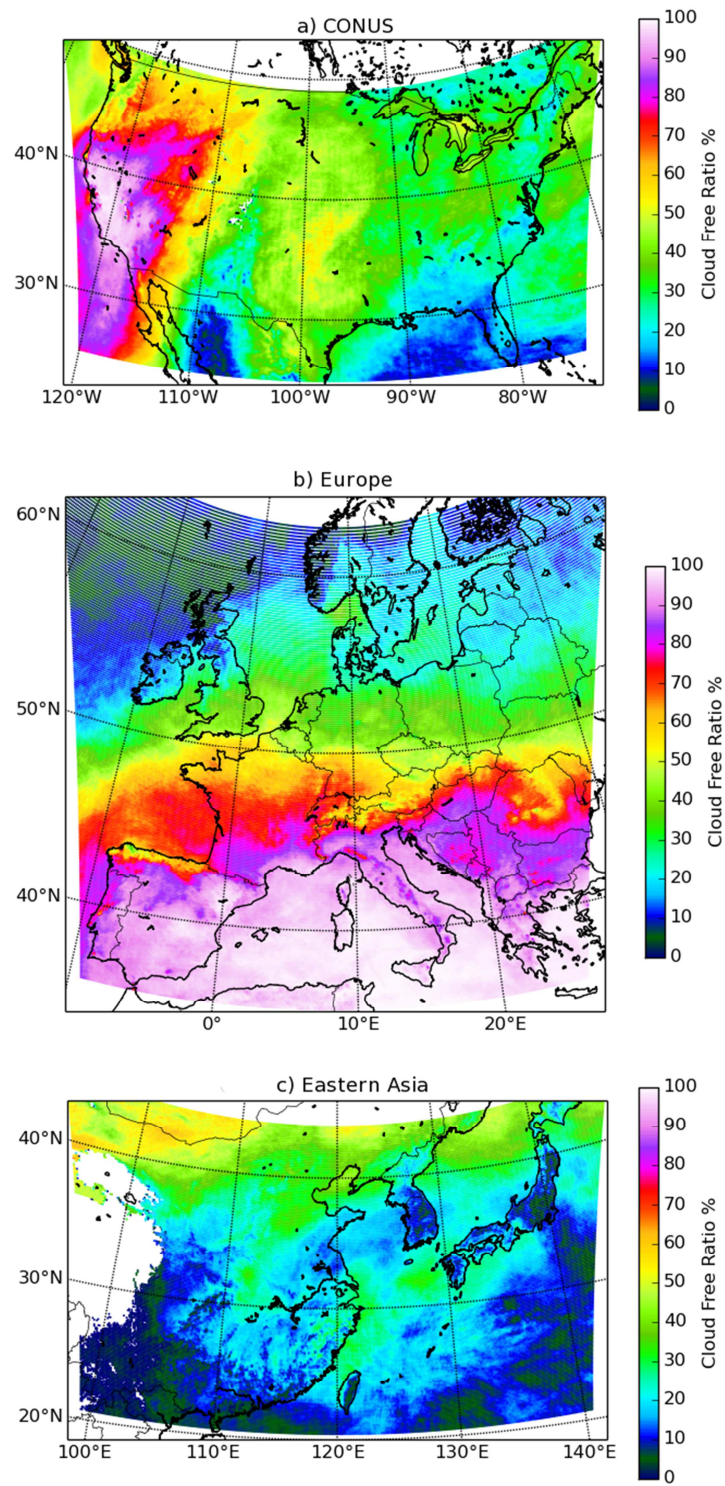 a) CONUS
40°N
30°N
120°W 110°W 100°W 90°W 80°W
100
90
80
70
60
50
40
30
20
10
0
Cloud Free Ratio %
b) Europe
60°N
50°N
40°N
0° 10°E 20°E
100
90
80
70
60
50
40
30
20
10
0
Cloud Free Ratio %
c) Eastern Asia
40°N
30°N
20°N
100°E 110°E 120°E 130°E 140°E
100
90
80
70
60
50
40
30
20
10
0
Cloud Free Ratio %